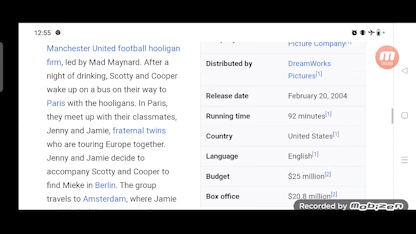 12:55
Manchester United football hooligan
firm, led by Mad Maynard. After a
night of drinking, Scotty and Cooper
wake up on a bus on their way to
Paris with the hooligans. In Paris,
they meet up with their classmates,
Jenny and Jamie, fraternal twins
who are touring Europe together.
Jenny and Jamie decide to
accompany Scotty and Cooper to
find Mieke in Berlin. The group
travels to Amsterdam, where Jamie
Picture Company
Distributed by DreamWorks
Pictures[1]
Release date February 20, 2004
Running time 92 minutes[1]
Country United States[1]
Language English[1]
Budget $25 million[2]
Box office $20.8 million[2]
Recorded by Mobizen